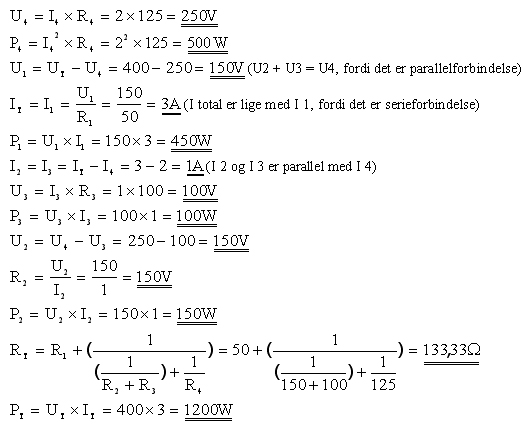 U₄ = I₄ × R₄ = 2 × 125 = 250V
P₄ = I₄² × R₄ = 2² × 125 = 500 W
U₁ = U_T − U₄ = 400 − 250 = 150V (U2 + U3 = U4, fordi det er parallelforbindelse)
I_T = I₁ = U₁/R₁ = 150/50 = 3A (I total er lige med I 1, fordi det er serieforbindelse)
P₁ = U₁ × I₁ = 150 × 3 = 450W
I₂ = I₃ = I_T − I₄ = 3 − 2 = 1A (I 2 og I 3 er parallel med I 4)
U₃ = I₃ × R₃ = 1 × 100 = 100V
P₃ = U₃ × I₃ = 100 × 1 = 100W
U₂ = U₄ − U₃ = 250 − 100 = 150V
R₂ = U₂/I₂ = 150/1 = 150V
P₂ = U₂ × I₂ = 150 × 1 = 150W
R_T = R₁ + (1/((1/(R₂ + R₃)) + 1/R₄)) = 50 + (1/((1/(150 + 100)) + 1/125)) = 133,33Ω
P_T = U_T × I_T = 400 × 3 = 1200W